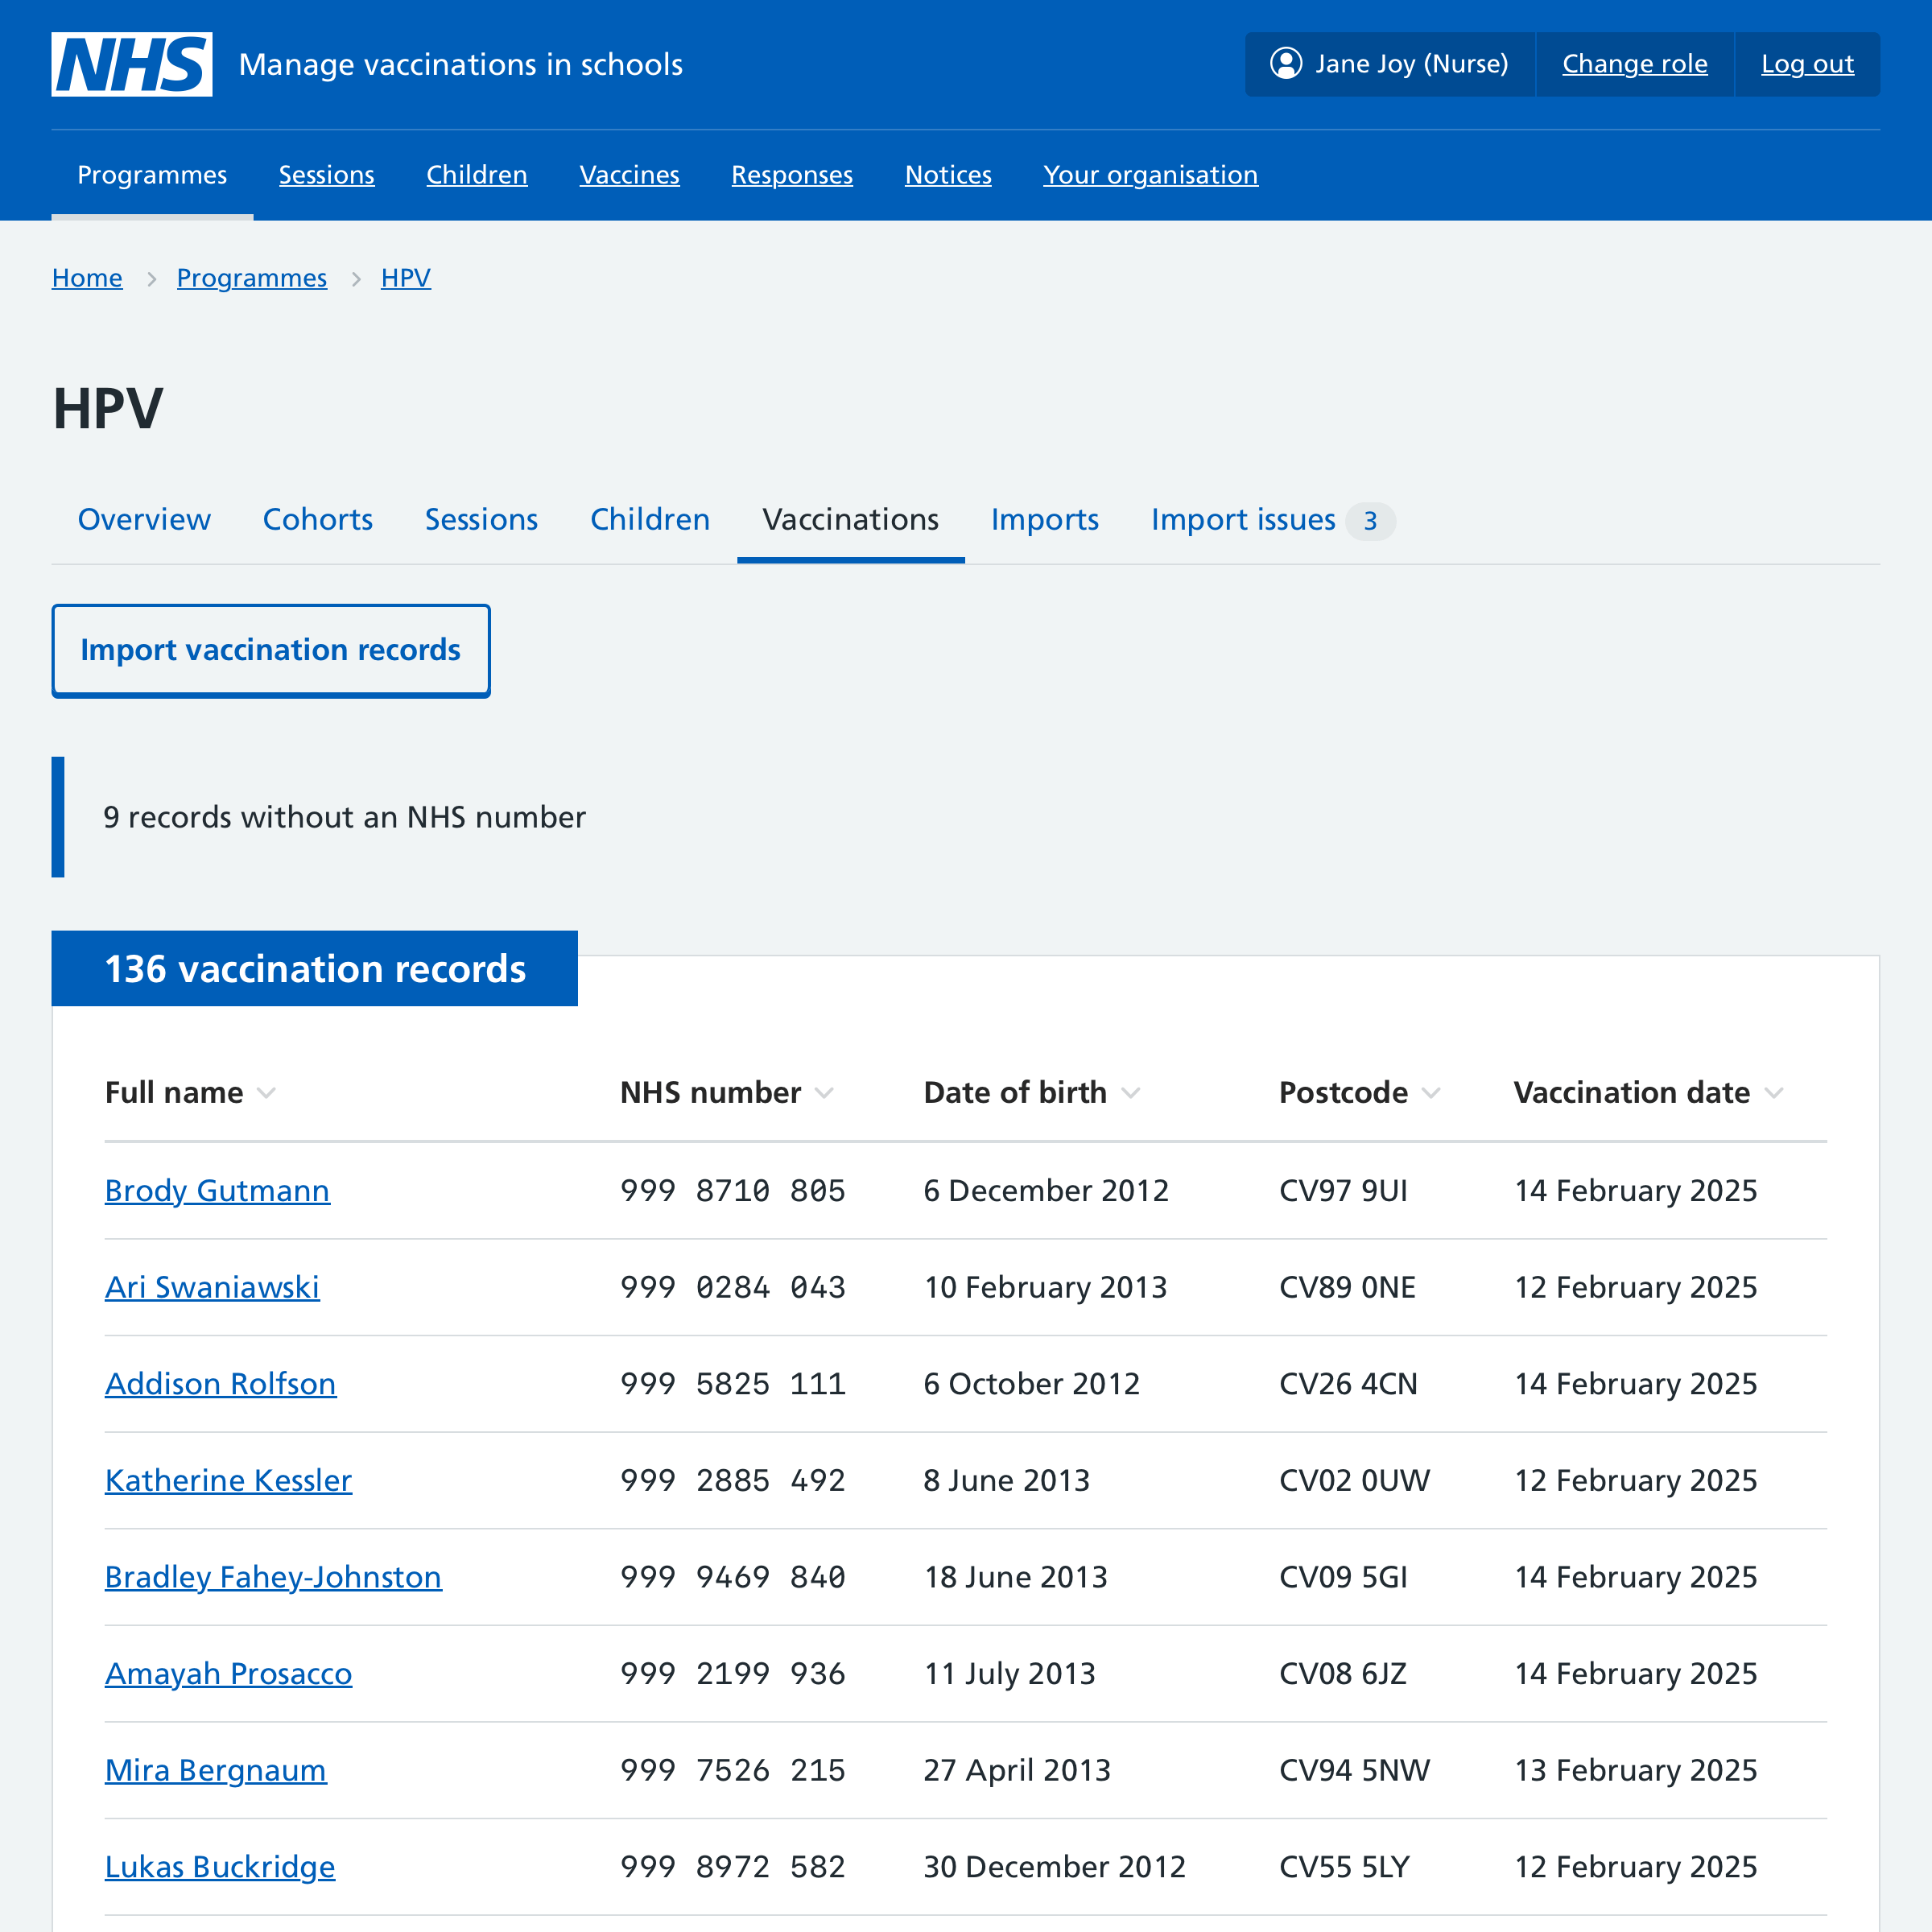 NHS Manage vaccinations in schools Jane Joy (Nurse) Change role Log out
Programmes Sessions Children Vaccines Responses Notices Your organisation
Home Programmes HPV
HPV
Overview Cohorts Sessions Children Vaccinations Imports Import issues 3
Import vaccination records
9 records without an NHS number
136 vaccination records
Full name NHS number Date of birth Postcode Vaccination date
Brody Gutmann 999 8710 805 6 December 2012 CV97 9UI 14 February 2025
Ari Swaniawski 999 0284 043 10 February 2013 CV89 0NE 12 February 2025
Addison Rolfson 999 5825 111 6 October 2012 CV26 4CN 14 February 2025
Katherine Kessler 999 2885 492 8 June 2013 CV02 0UW 12 February 2025
Bradley Fahey-Johnston 999 9469 840 18 June 2013 CV09 5GI 14 February 2025
Amayah Prosacco 999 2199 936 11 July 2013 CV08 6JZ 14 February 2025
Mira Bergnaum 999 7526 215 27 April 2013 CV94 5NW 13 February 2025
Lukas Buckridge 999 8972 582 30 December 2012 CV55 5LY 12 February 2025